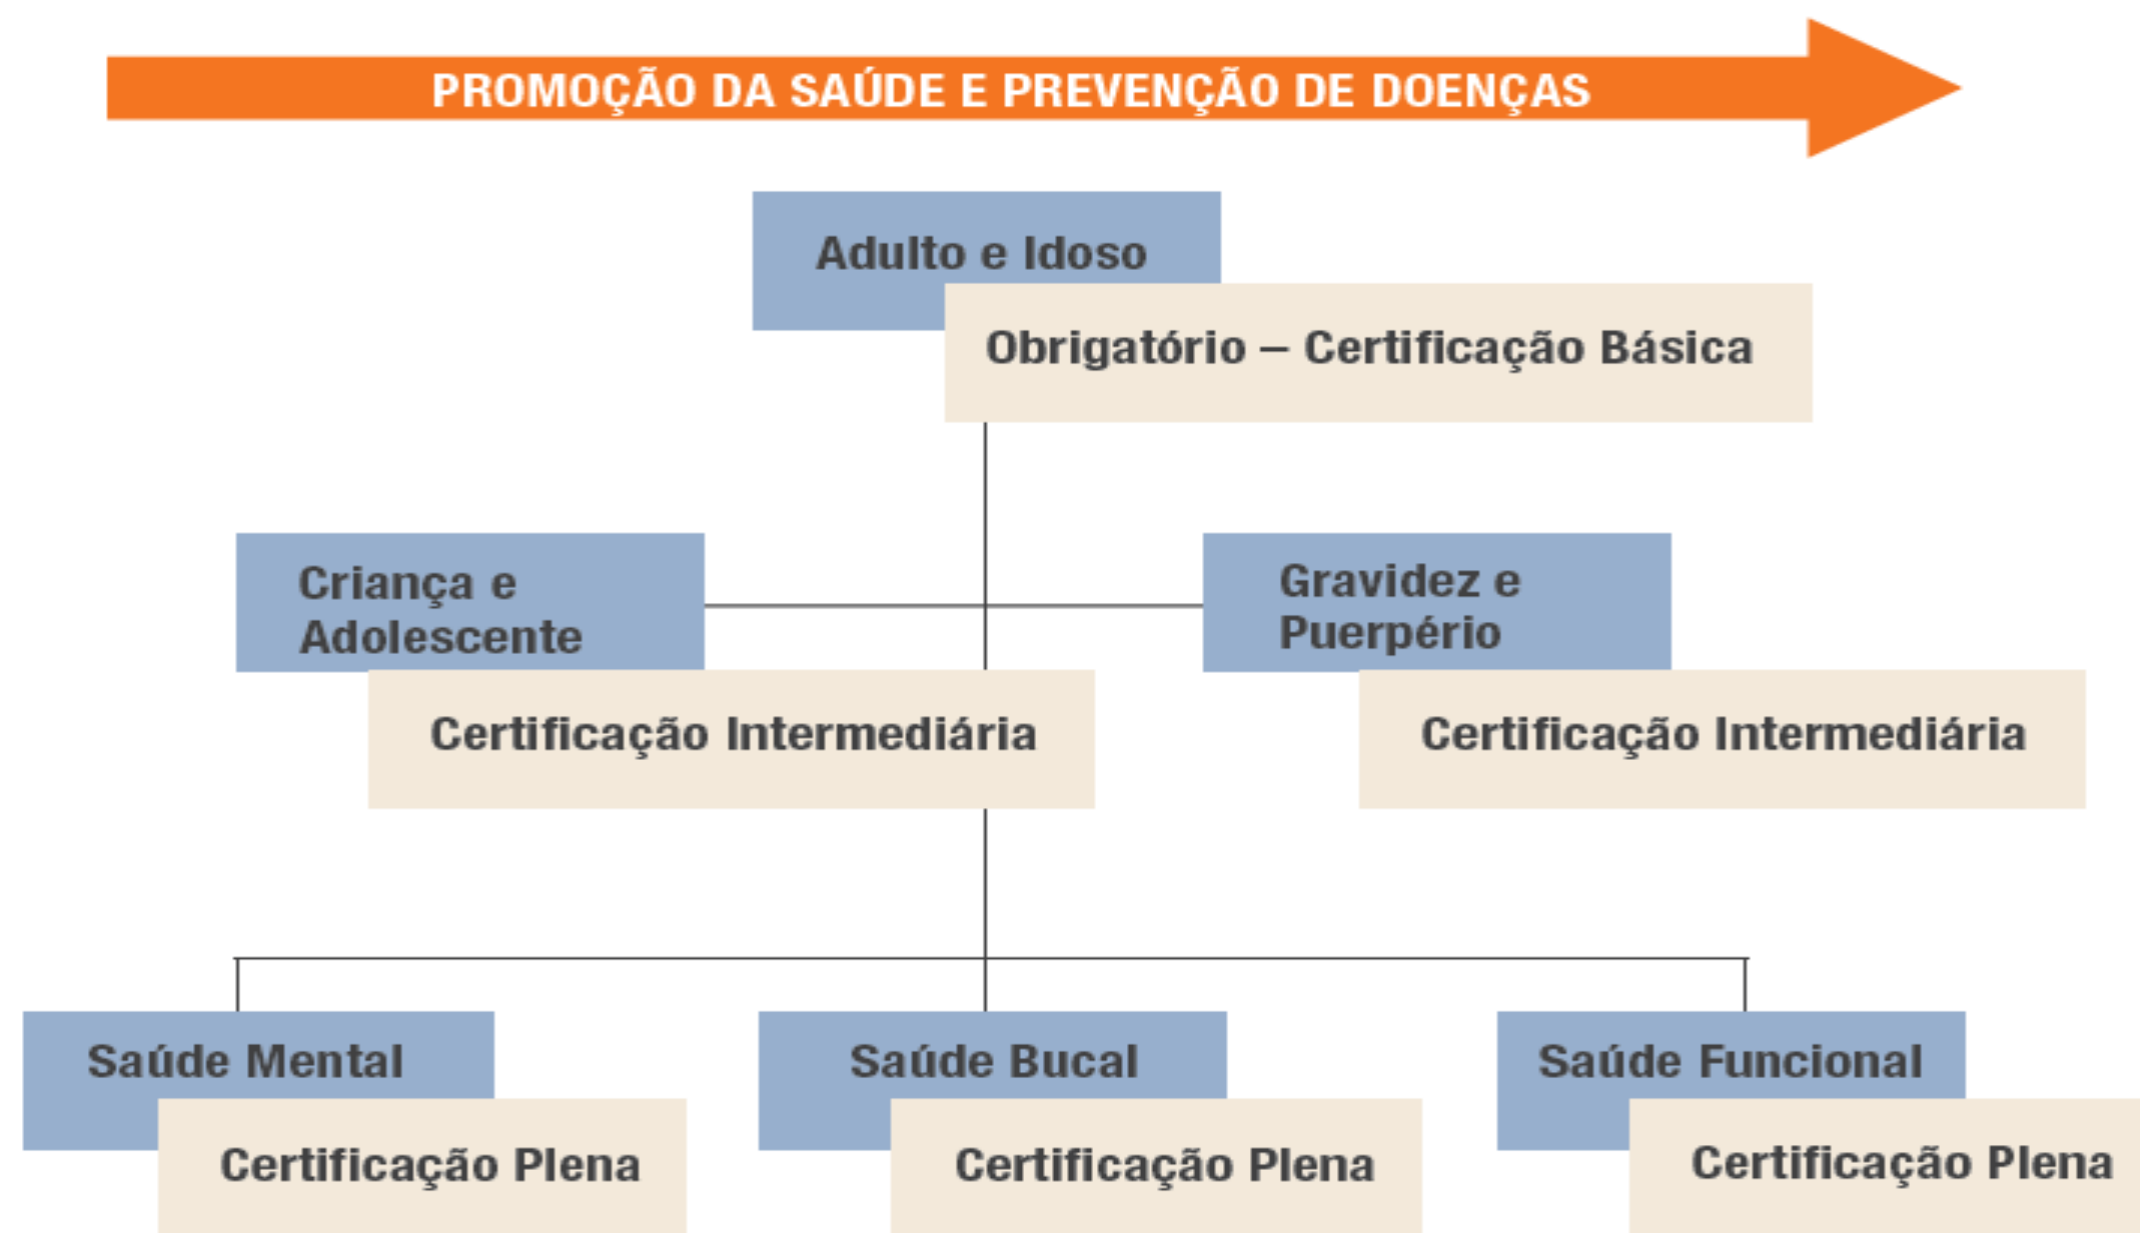 PROMOÇÃO DA SAÚDE E PREVENÇÃO DE DOENÇAS
Adulto e Idoso
Obrigatório – Certificação Básica
Criança e
Adolescente
Certificação Intermediária
Gravidez e
Puerpério
Certificação Intermediária
Saúde Mental
Certificação Plena
Saúde Bucal
Certificação Plena
Saúde Funcional
Certificação Plena